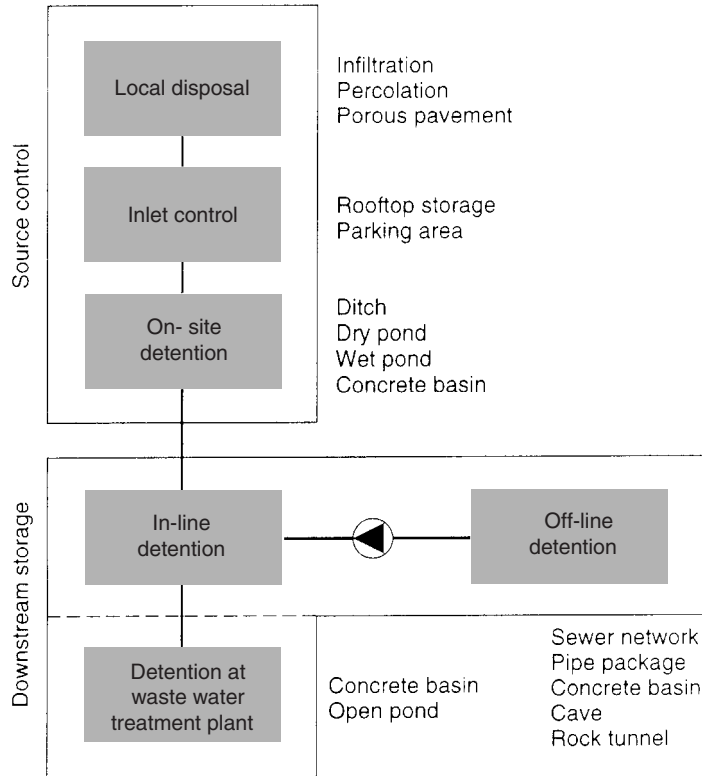 Source control
Local disposal
Infiltration
Percolation
Porous pavement
Inlet control
Rooftop storage
Parking area
On- site
detention
Ditch
Dry pond
Wet pond
Concrete basin
Downstream storage
In-line
detention
Off-line
detention
Detention at
waste water
treatment plant
Concrete basin
Open pond
Sewer network
Pipe package
Concrete basin
Cave
Rock tunnel